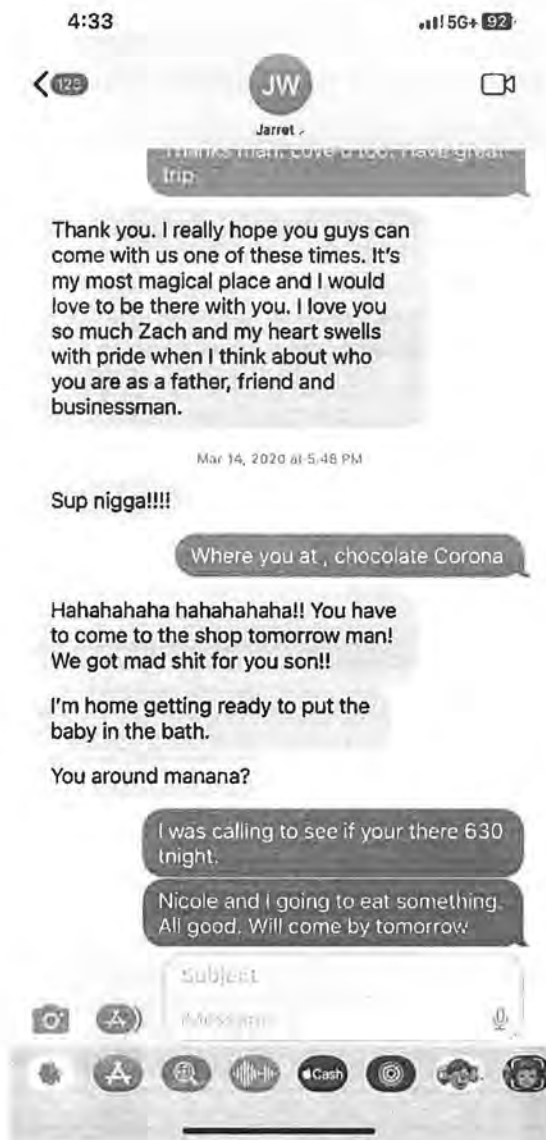 4:33
5G+ 92
123
JW
Jarret
trip.
Thank you. I really hope you guys can
come with us one of these times. It's
my most magical place and I would
love to be there with you. I love you
so much Zach and my heart swells
with pride when I think about who
you are as a father, friend and
businessman.
Mar 14, 2020 at 5:48 PM
Sup nigga!!!!
Where you at , chocolate Corona
Hahahahaha hahahahaha!! You have
to come to the shop tomorrow man!
We got mad shit for you son!!
I'm home getting ready to put the
baby in the bath.
You around manana?
I was calling to see if your there 630
tnight.
Nicole and I going to eat something.
All good. Will come by tomorrow
Subject
iMessage
Cash